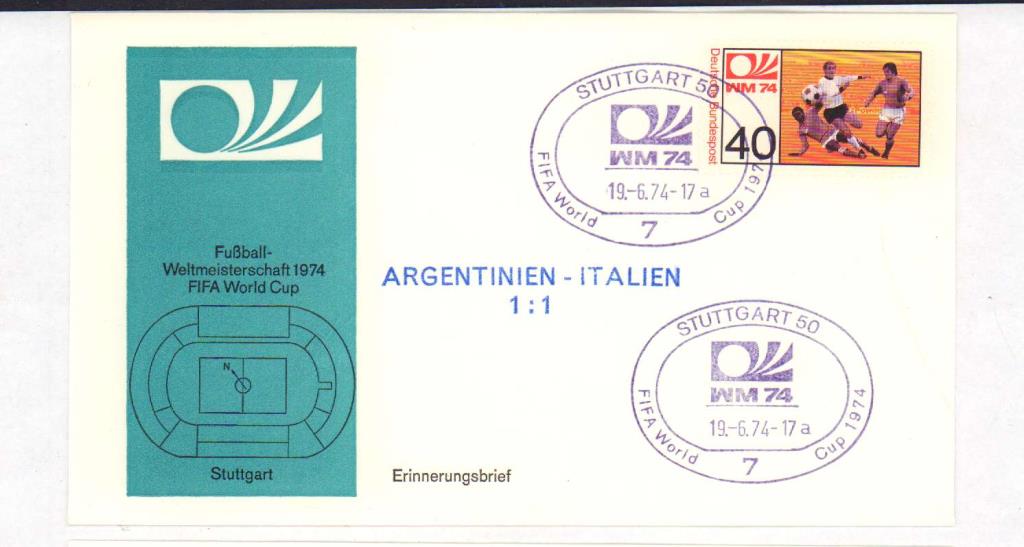 Fußball-
Weltmeisterschaft 1974
FIFA World Cup
N
Stuttgart
STUTTGART 50
WM 74
19.-6.74-17 a
FIFA World Cup 1974
7
Deutsche Bundespost
WM 74
40
ARGENTINIEN - ITALIEN
1 : 1
STUTTGART 50
WM 74
19.-6.74-17 a
FIFA World Cup 1974
7
Erinnerungsbrief